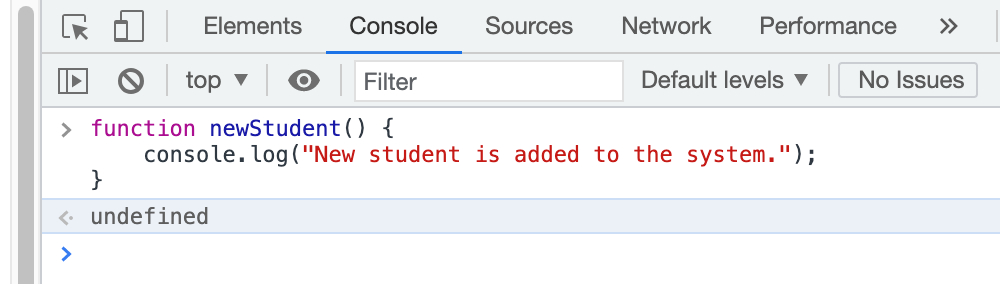 Elements Console Sources Network Performance »
top ▼ Filter Default levels ▼ No Issues
> function newStudent() {
    console.log("New student is added to the system.");
}
undefined
>